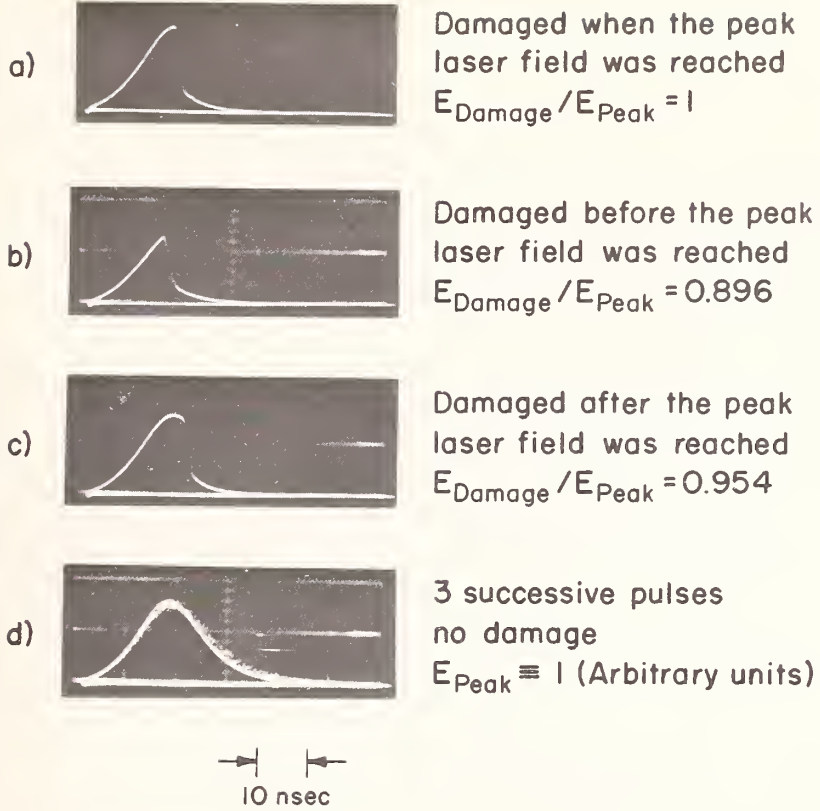 a)
Damaged when the peak
laser field was reached
E_Damage/E_Peak = 1
b)
Damaged before the peak
laser field was reached
E_Damage/E_Peak = 0.896
c)
Damaged after the peak
laser field was reached
E_Damage/E_Peak = 0.954
d)
3 successive pulses
no damage
E_Peak ≡ 1 (Arbitrary units)
10 nsec